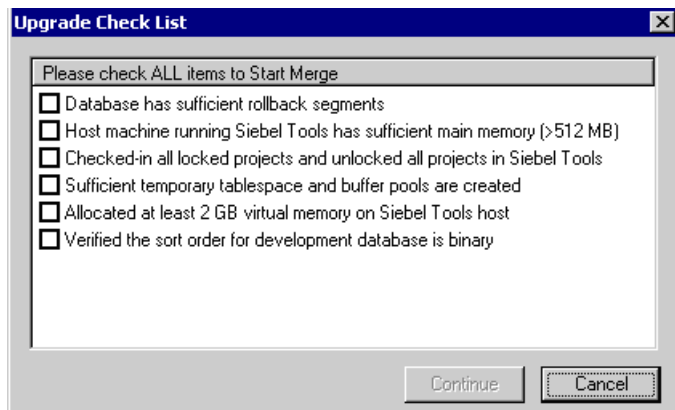 Upgrade Check List
Please check ALL items to Start Merge
Database has sufficient rollback segments
Host machine running Siebel Tools has sufficient main memory (>512 MB)
Checked-in all locked projects and unlocked all projects in Siebel Tools
Sufficient temporary tablespace and buffer pools are created
Allocated at least 2 GB virtual memory on Siebel Tools host
Verified the sort order for development database is binary
Continue Cancel